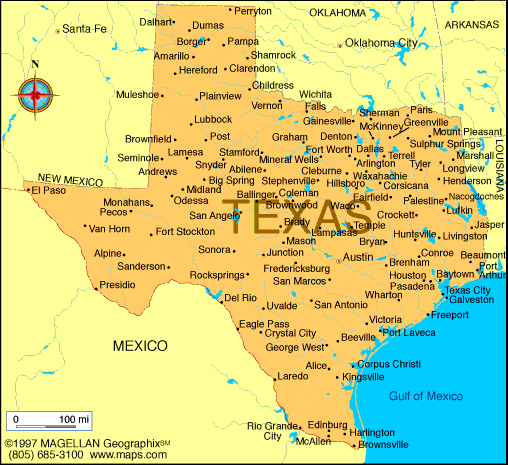 Perryton
OKLAHOMA
Dalhart
Dumas
ARKANSAS
Santa Fe
Borger
Pampa
Oklahoma City
Amarillo
Shamrock
N
Hereford
Clarendon
Childress
Muleshoe
Plainview
Wichita
Falls
Vernon
Sherman
Paris
Lubbock
Gainesville
McKinney
Greenville
Brownfield
Post
Graham
Denton
Mount Pleasant
Fort Worth
Dallas
Sulphur Springs
Seminole
Lamesa
Stamford
Mineral Wells
Arlington
Terrell
Tyler
Marshall
LOUISIANA
Snyder
Abilene
Cleburne
Longview
Andrews
Waxahachie
Big Spring
Stephenville
Hillsboro
Corsicana
Henderson
NEW MEXICO
El Paso
Midland
Ballinger
Coleman
Fairfield
Palestine
Nacogdoches
Monahans
Odessa
Brownwood
Waco
Pecos
San Angelo
TEXAS
Crockett
Lufkin
Brady
Temple
Jasper
Van Horn
Fort Stockton
Lampasas
Bryan
Huntsville
Livingston
Mason
Alpine
Sonora
Junction
Austin
Conroe
Beaumont
Sanderson
Fredericksburg
Brenham
Port
Arthur
Rocksprings
San Marcos
Houston
Baytown
Presidio
Pasadena
Texas City
Del Rio
Wharton
Galveston
Uvalde
San Antonio
Freeport
Eagle Pass
Victoria
Crystal City
Port Laveca
MEXICO
George West
Beeville
Alice
Corpus Christi
Laredo
Kingsville
Gulf of Mexico
0 100 mi
Rio Grande
City
Edinburg
Harlington
McAllen
Brownsville
©1997 MAGELLAN Geographix℠
(805) 685-3100 www.maps.com